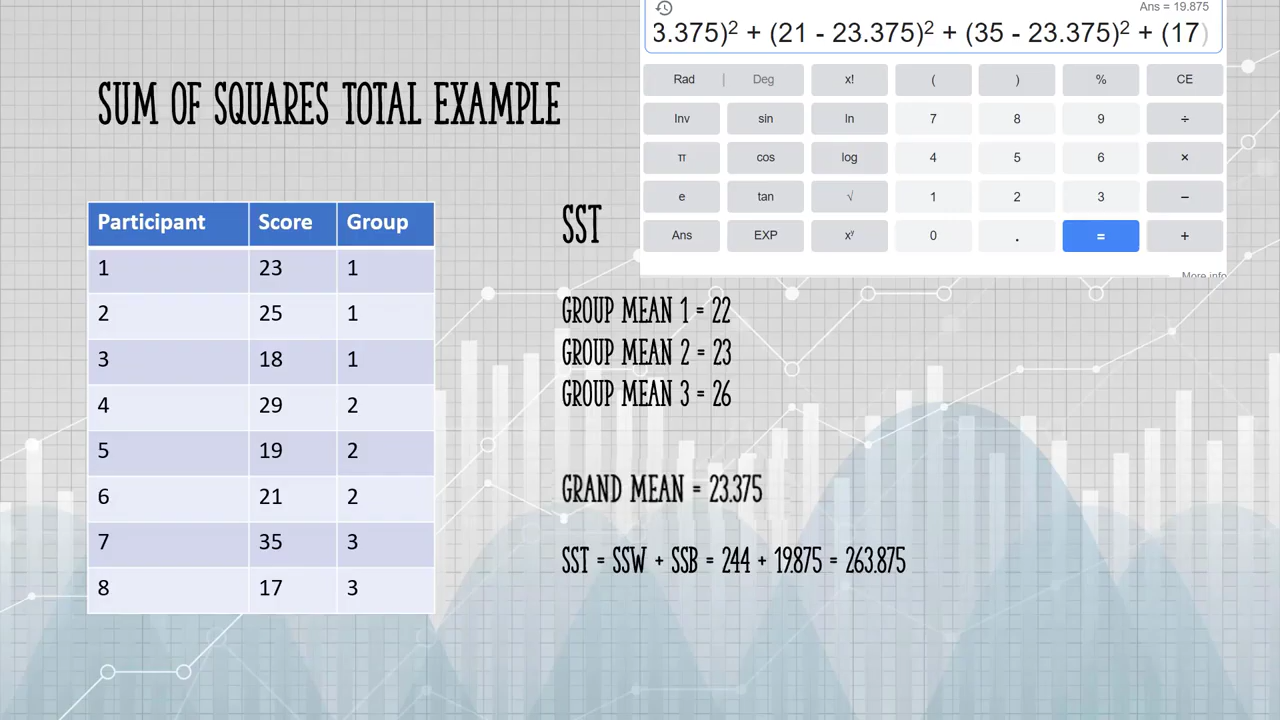 Ans = 19.875
3.375)² + (21 - 23.375)² + (35 - 23.375)² + (17)
Rad | Deg x! ( ) % CE
Inv sin ln 7 8 9 ÷
π cos log 4 5 6 ×
e tan √ 1 2 3 −
Ans EXP xʸ 0 . = +
More info
SUM OF SQUARES TOTAL EXAMPLE
Participant Score Group
1 23 1
2 25 1
3 18 1
4 29 2
5 19 2
6 21 2
7 35 3
8 17 3
SST
GROUP MEAN 1 = 22
GROUP MEAN 2 = 23
GROUP MEAN 3 = 26
GRAND MEAN = 23.375
SST = SSW + SSB = 244 + 19.875 = 263.875